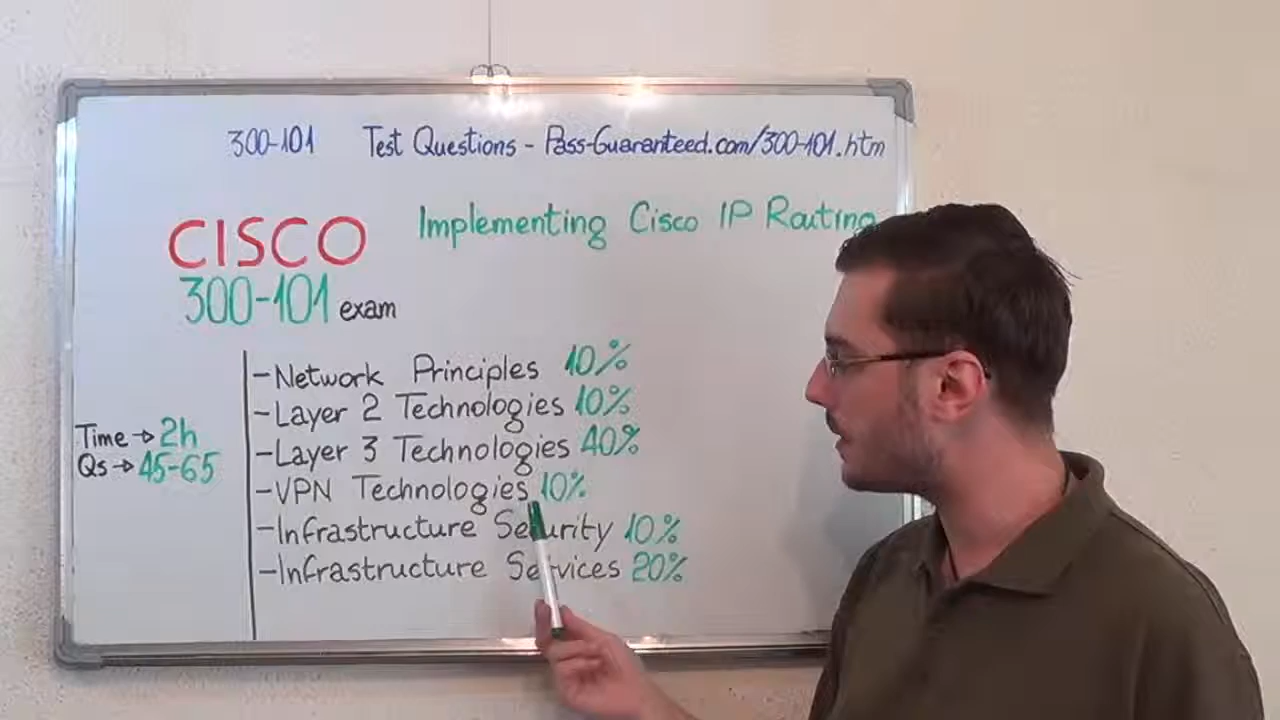 300-101 Test Questions - Pass-Guaranteed.com/300-101.htm
CISCO
Implementing Cisco IP Routing
300-101 exam
-Network Principles 10%
-Layer 2 Technologies 10%
-Layer 3 Technologies 40%
-VPN Technologies 10%
-Infrastructure Security 10%
-Infrastructure Services 20%
Time → 2h
Qs → 45-65